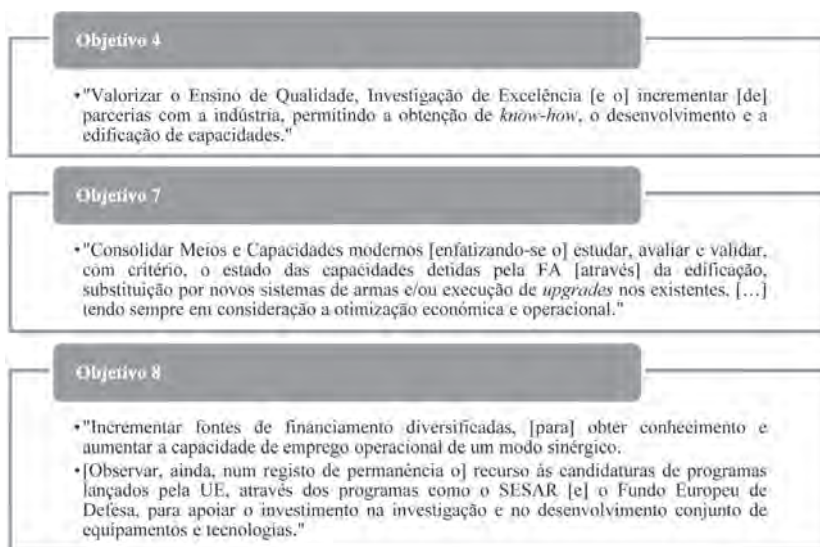 Objetivo 4
•"Valorizar o Ensino de Qualidade, Investigação de Excelência [e o] incrementar [de]
parcerias com a indústria, permitindo a obtenção de know-how, o desenvolvimento e a
edificação de capacidades."
Objetivo 7
•"Consolidar Meios e Capacidades modernos [enfatizando-se o] estudar, avaliar e validar,
com critério, o estado das capacidades detidas pela FA [através] da edificação,
substituição por novos sistemas de armas e/ou execução de upgrades nos existentes, […]
tendo sempre em consideração a otimização económica e operacional."
Objetivo 8
•"Incrementar fontes de financiamento diversificadas, [para] obter conhecimento e
aumentar a capacidade de emprego operacional de um modo sinérgico.
•[Observar, ainda, num registo de permanência o] recurso às candidaturas de programas
lançados pela UE, através dos programas como o SESAR [e] o Fundo Europeu de
Defesa, para apoiar o investimento na investigação e no desenvolvimento conjunto de
equipamentos e tecnologias."